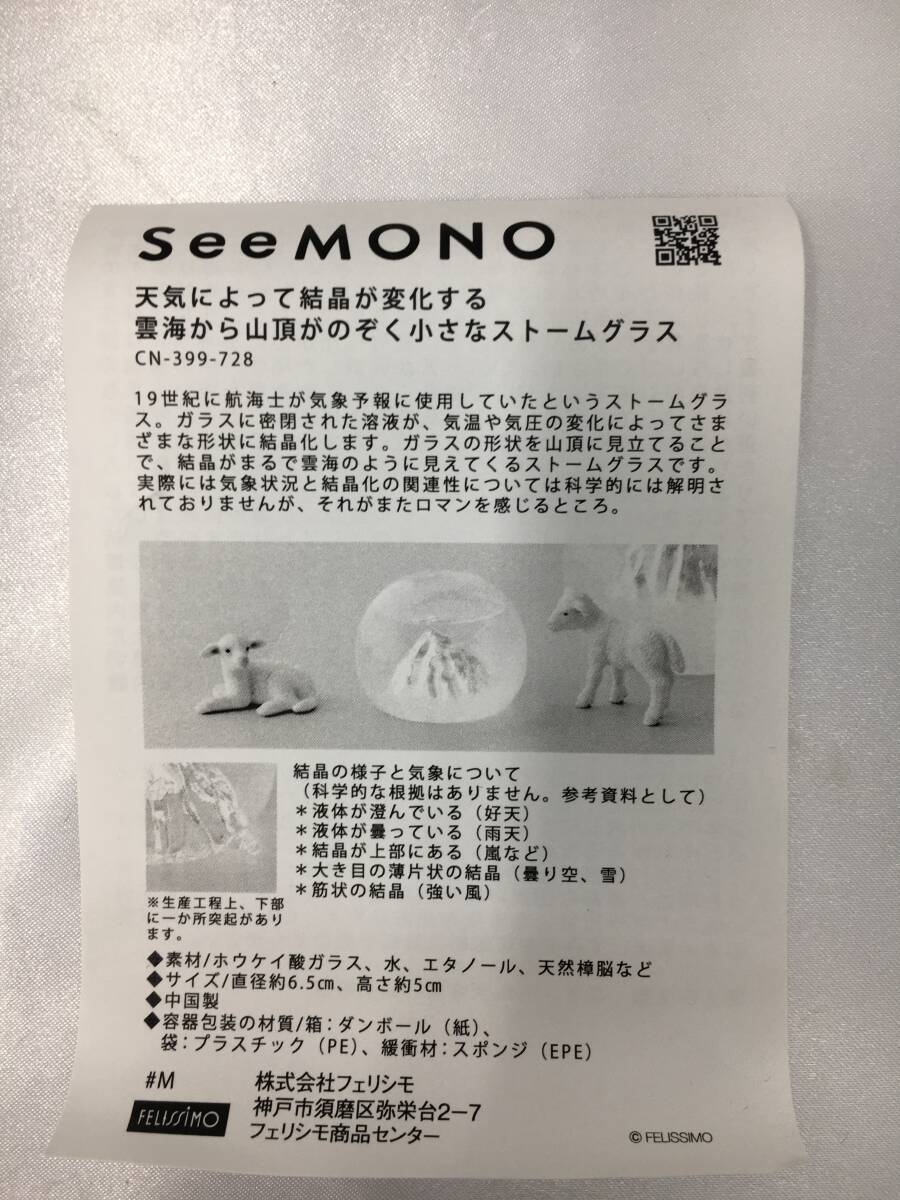 SeeMONO
天気によって結晶が変化する
雲海から山頂がのぞく小さなストームグラス
CN-399-728
19世紀に航海士が気象予報に使用していたというストームグラ
ス。ガラスに密閉された溶液が、気温や気圧の変化によってさま
ざまな形状に結晶化します。ガラスの形状を山頂に見立てること
で、結晶がまるで雲海のように見えてくるストームグラスです。
実際には気象状況と結晶化の関連性については科学的には解明さ
れておりませんが、それがまたロマンを感じるところ。
結晶の様子と気象について
（科学的な根拠はありません。参考資料として）
＊液体が澄んでいる（好天）
＊液体が曇っている（雨天）
＊結晶が上部にある（嵐など）
＊大き目の薄片状の結晶（曇り空、雪）
＊筋状の結晶（強い風）
※生産工程上、下部
に一か所突起があり
ます。
◆素材/ホウケイ酸ガラス、水、エタノール、天然樟脳など
◆サイズ/直径約6.5㎝、高さ約5㎝
◆中国製
◆容器包装の材質/箱：ダンボール（紙）、
袋：プラスチック（PE）、緩衝材：スポンジ（EPE）
#M
株式会社フェリシモ
神戸市須磨区弥栄台2−7
フェリシモ商品センター
FELISSIMO
© FELISSIMO